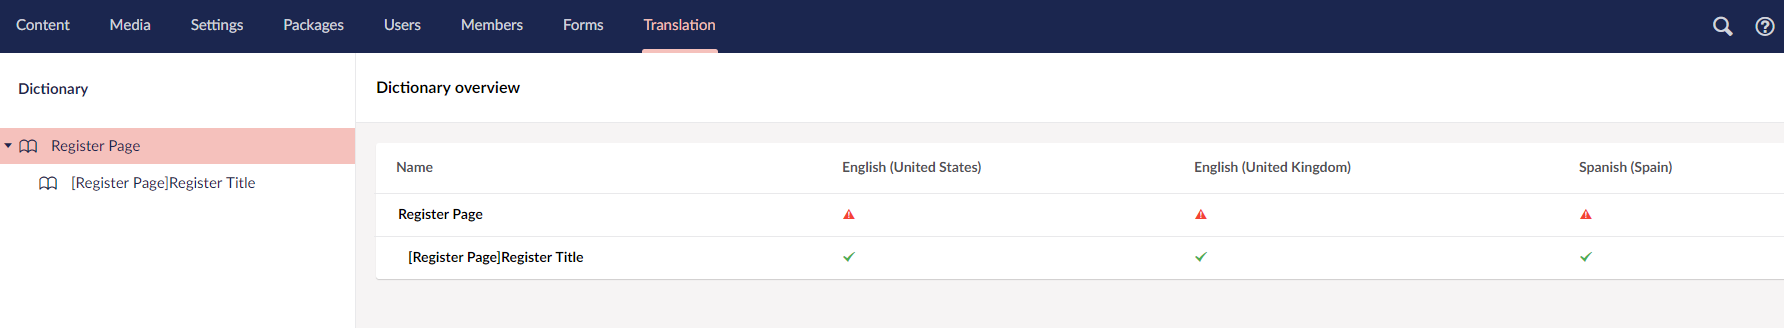 Content Media Settings Packages Users Members Forms Translation
Dictionary
Register Page
[Register Page]Register Title
Dictionary overview
Name English (United States) English (United Kingdom) Spanish (Spain)
Register Page
[Register Page]Register Title